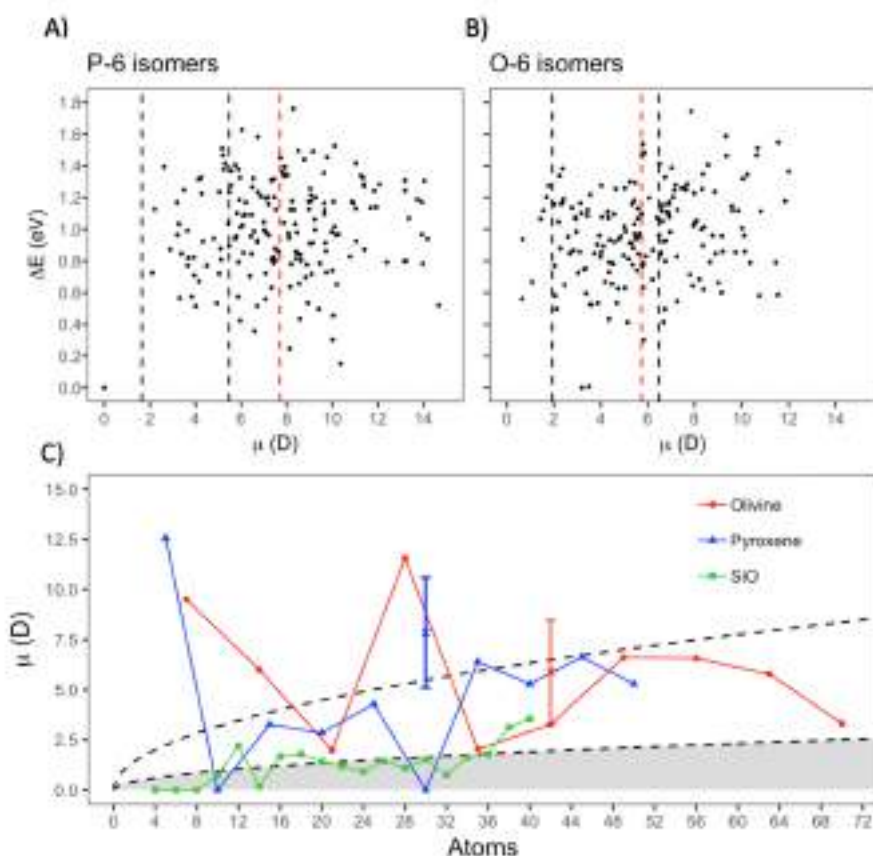 A)
P-6 isomers
1.8
1.6
1.4
1.2
1.0
0.8
0.6
0.4
0.2
0.0
ΔE (eV)
0 2 4 6 8 10 12 14
μ (D)
B)
O-6 isomers
0 2 4 6 8 10 12 14
μ (D)
C)
15.0
12.5
10.0
7.5
5.0
2.5
0.0
μ (D)
Olivine
Pyroxene
SiO
0 4 8 12 16 20 24 28 32 36 40 44 48 52 56 60 64 68 72
Atoms